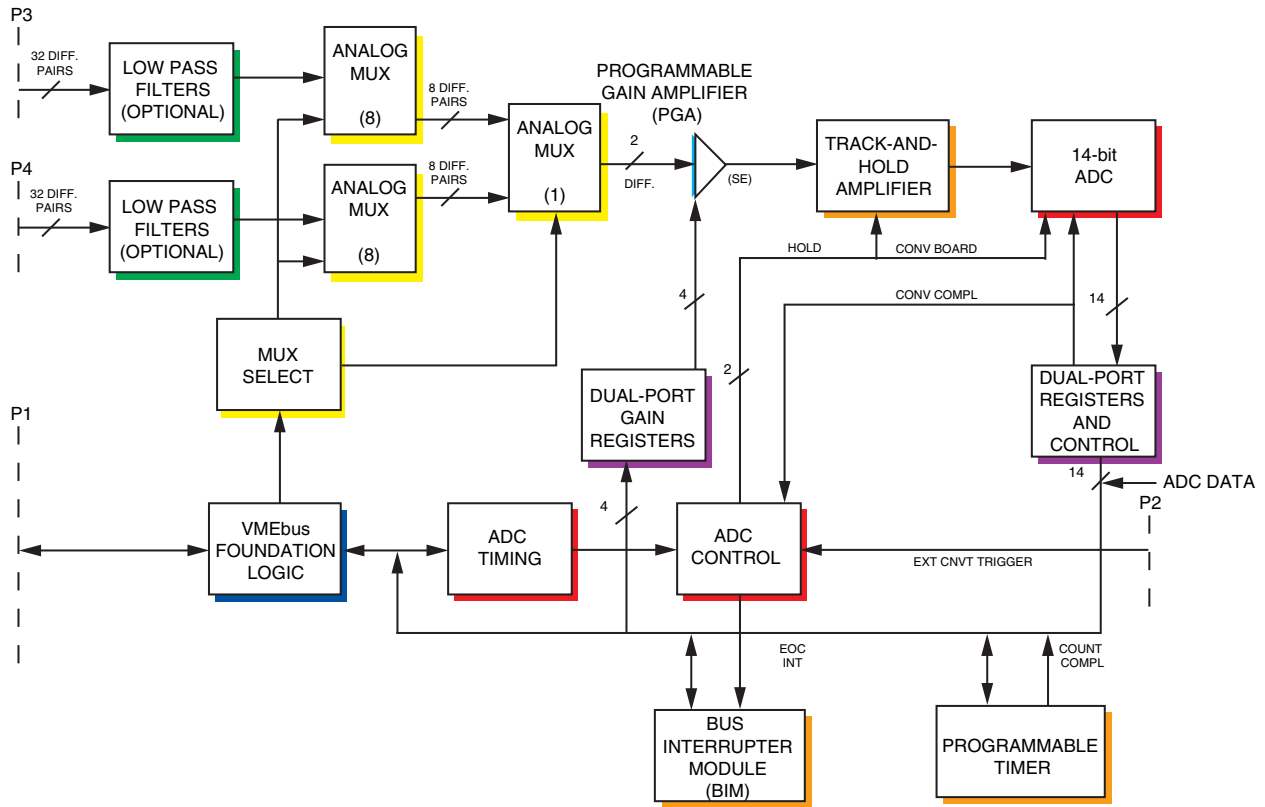 P3
32 DIFF.
PAIRS
LOW PASS
FILTERS
(OPTIONAL)
ANALOG
MUX
(8)
8 DIFF.
PAIRS
P4
32 DIFF.
PAIRS
LOW PASS
FILTERS
(OPTIONAL)
ANALOG
MUX
(8)
8 DIFF.
PAIRS
ANALOG
MUX
(1)
2
DIFF.
PROGRAMMABLE
GAIN AMPLIFIER
(PGA)
(SE)
TRACK-AND-
HOLD
AMPLIFIER
14-bit
ADC
HOLD
CONV BOARD
CONV COMPL
4
14
2
MUX
SELECT
DUAL-PORT
GAIN
REGISTERS
DUAL-PORT
REGISTERS
AND
CONTROL
14
ADC DATA
P1
P2
VMEbus
FOUNDATION
LOGIC
ADC
TIMING
4
ADC
CONTROL
EXT CNVT TRIGGER
EOC
INT
COUNT
COMPL
BUS
INTERRUPTER
MODULE
(BIM)
PROGRAMMABLE
TIMER